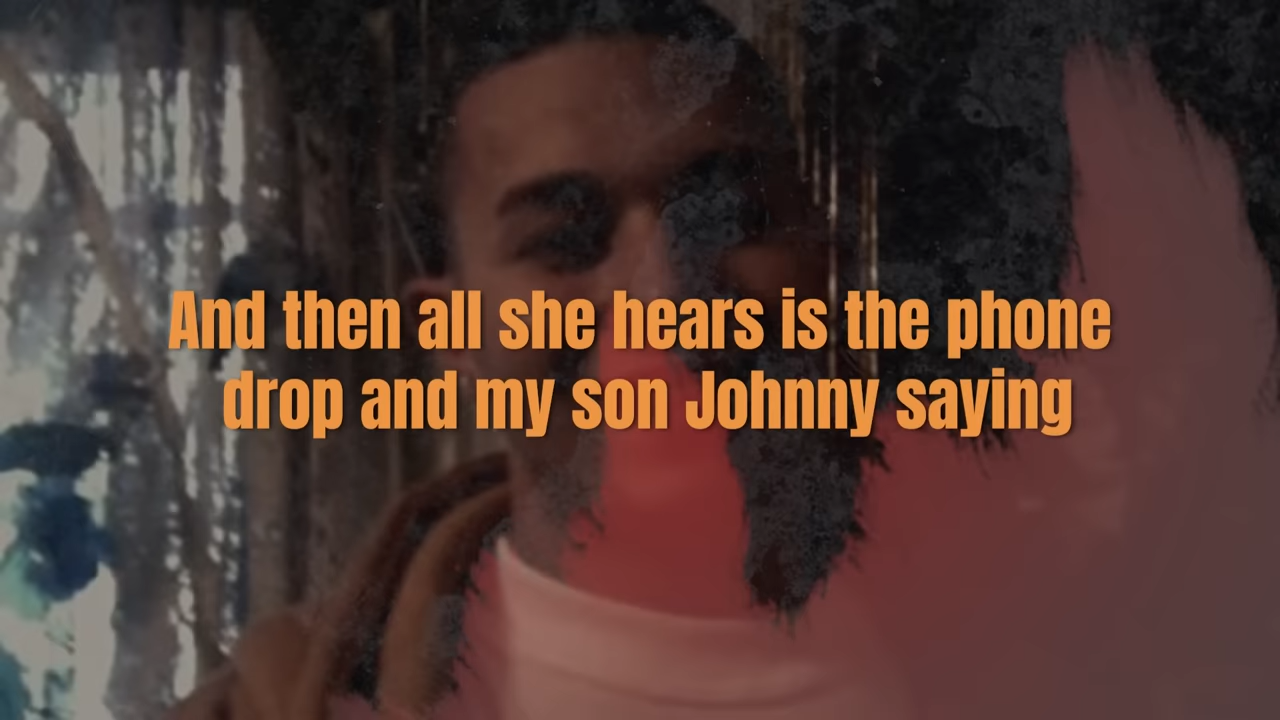 And then all she hears is the phone
drop and my son Johnny saying